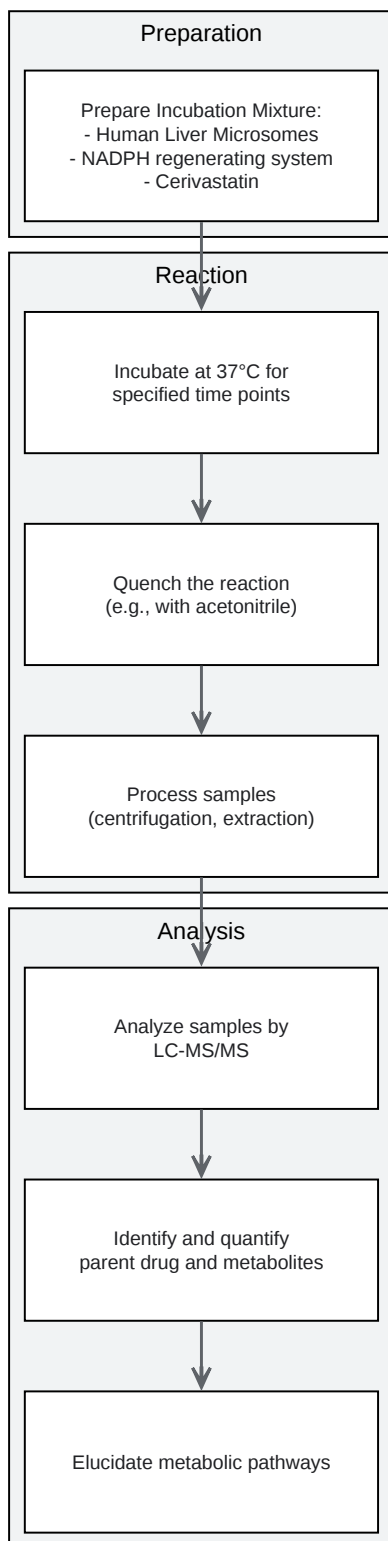 Preparation
Prepare Incubation Mixture:
- Human Liver Microsomes
- NADPH regenerating system
- Cerivastatin
Reaction
Incubate at 37°C for
specified time points
Quench the reaction
(e.g., with acetonitrile)
Process samples
(centrifugation, extraction)
Analysis
Analyze samples by
LC-MS/MS
Identify and quantify
parent drug and metabolites
Elucidate metabolic pathways